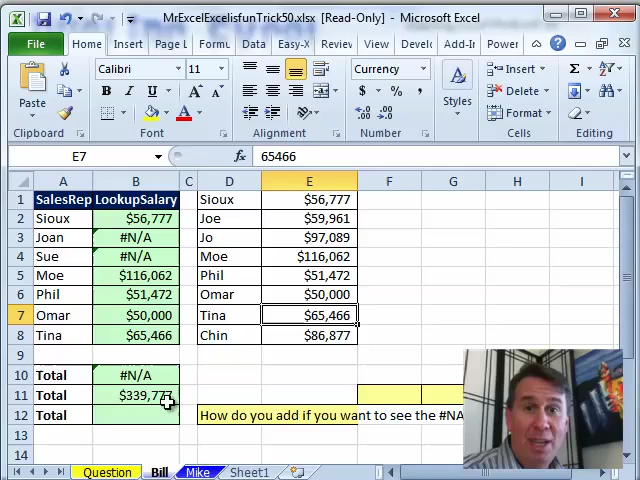 MrExcelExcelisfunTrick50.xlsx [Read-Only] - Microsoft Excel
File Home Insert Page L Form Data Easy-X Review View Develo Add-In Power
Paste
Clipboard
Calibri 11
B I U
Font
Alignment
Currency
$ % ,
Number
Styles
Insert
Delete
Format
Cells
Editing
E7 fx 65466
A B C D E F G H I
1 SalesRep LookupSalary Sioux $56,777
2 Sioux $56,777 Joe $59,961
3 Joan #N/A Jo $97,089
4 Sue #N/A Moe $116,062
5 Moe $116,062 Phil $51,472
6 Phil $51,472 Omar $50,000
7 Omar $50,000 Tina $65,466
8 Tina $65,466 Chin $86,877
9
10 Total #N/A
11 Total $339,777
12 Total How do you add if you want to see the #NA
13
14
Question Bill Mike Sheet1